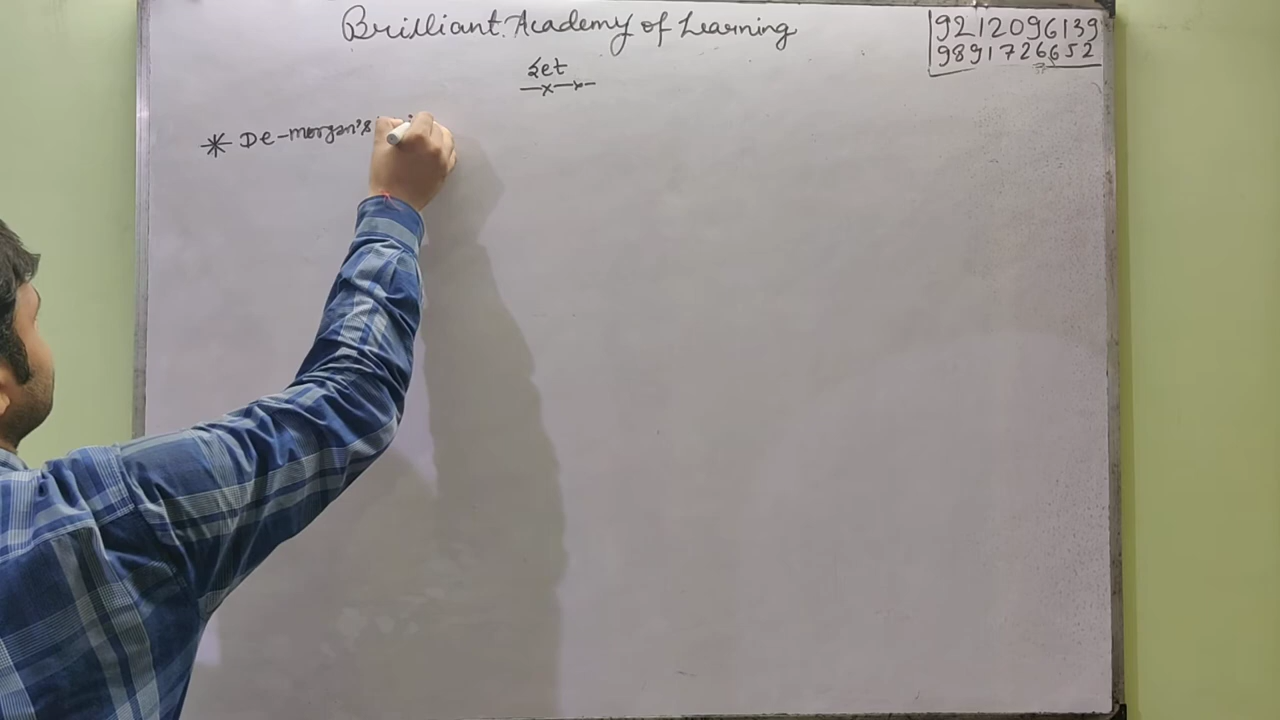 Brilliant Academy of Learning
9212096139
9891726652
Set
* De-morgan's